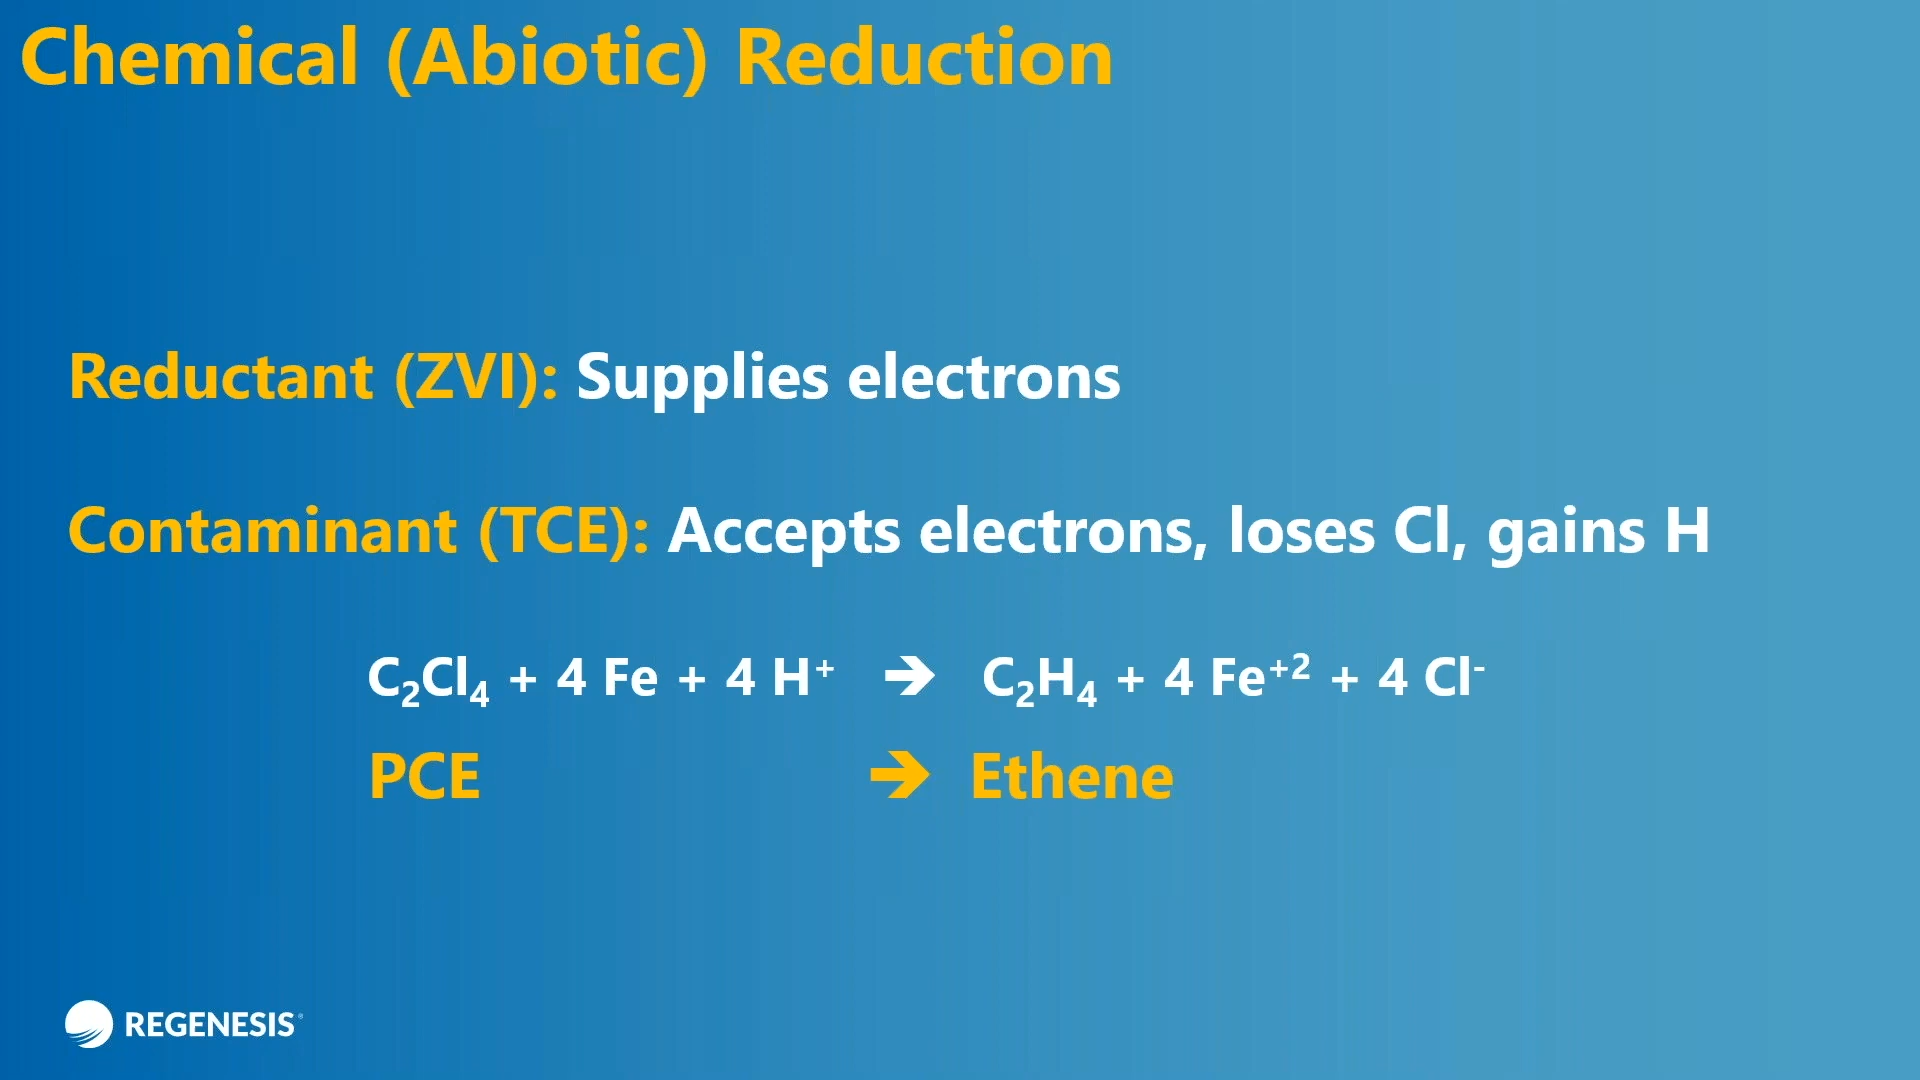 Chemical (Abiotic) Reduction
Reductant (ZVI): Supplies electrons
Contaminant (TCE): Accepts electrons, loses Cl, gains H
C₂Cl₄ + 4 Fe + 4 H⁺ ➔ C₂H₄ + 4 Fe⁺² + 4 Cl⁻
PCE ➔ Ethene
REGENESIS®